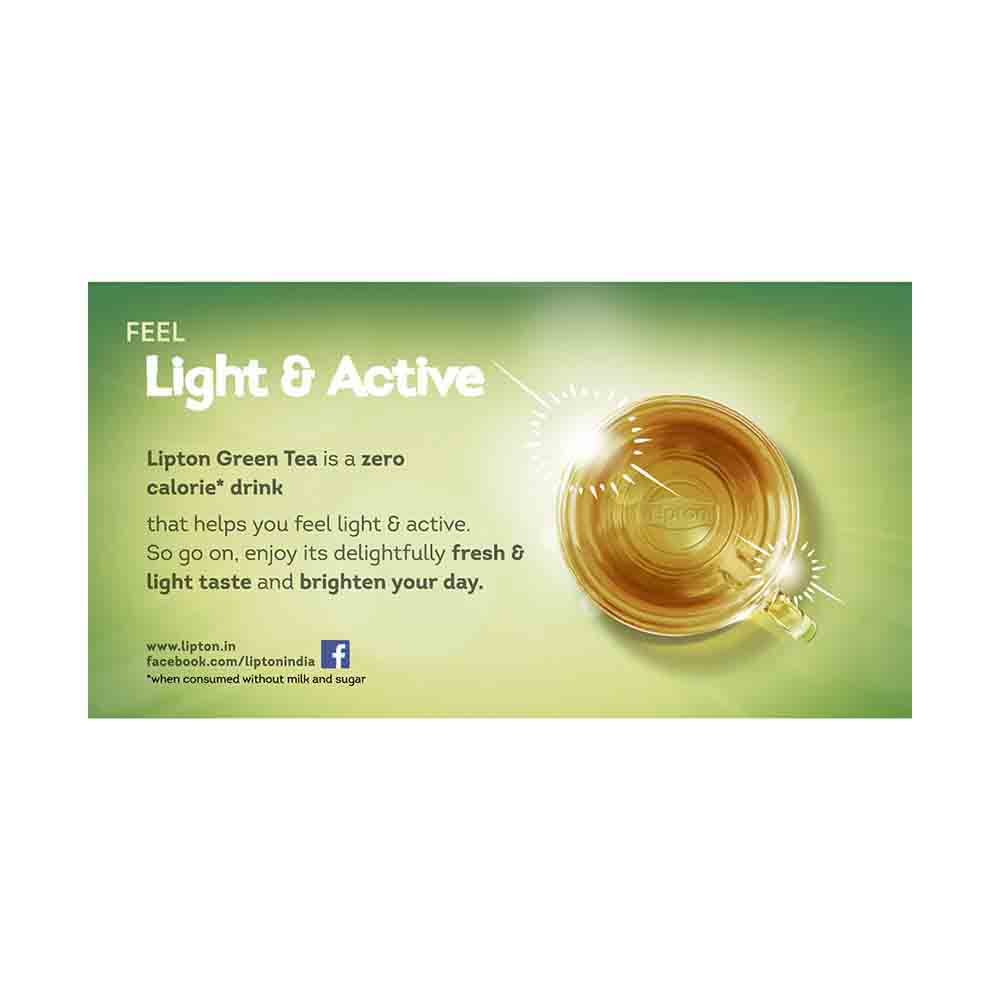 FEEL
Light & Active
Lipton Green Tea is a zero
calorie* drink
that helps you feel light & active.
So go on, enjoy its delightfully fresh &
light taste and brighten your day.
www.lipton.in
facebook.com/liptonindia f
*when consumed without milk and sugar
Lipton